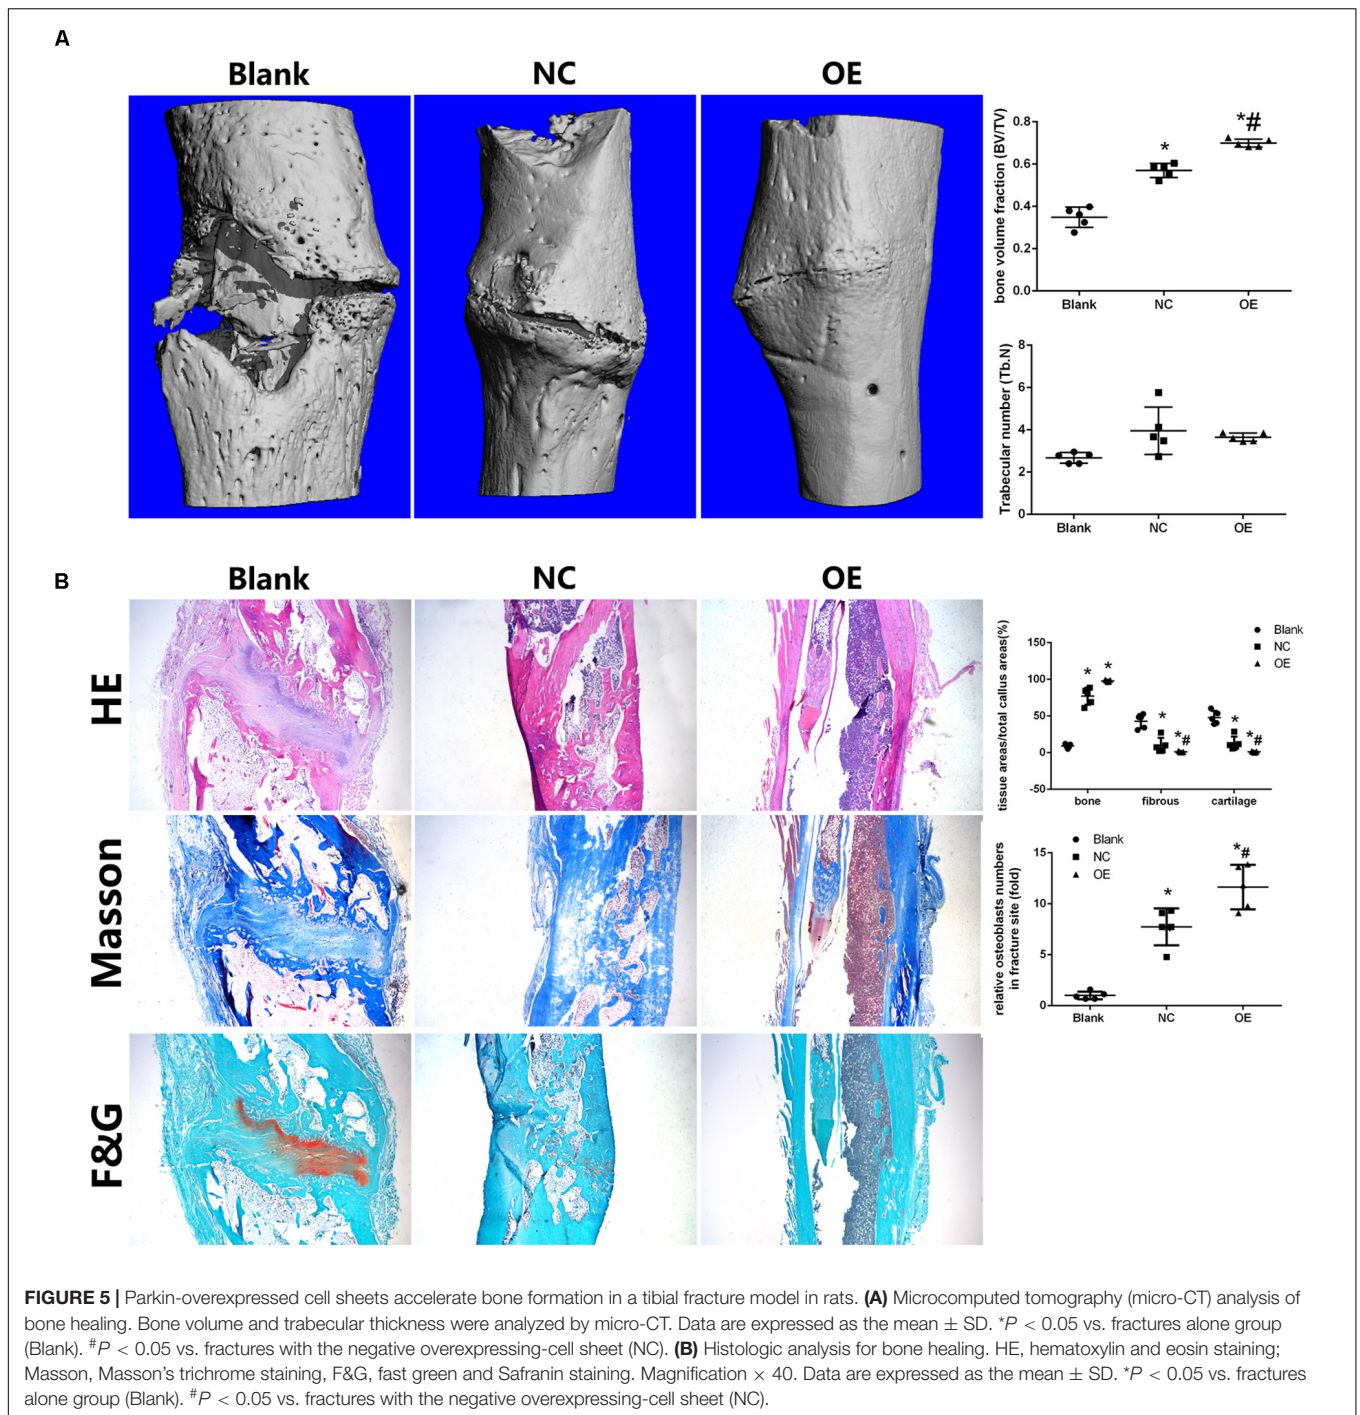 A
Blank
NC
OE
bone volume fraction (BV/TV)
0.8
0.6
0.4
0.2
0.0
*
*#
Blank
NC
OE
Trabecular number (Tb.N)
8
6
4
2
0
Blank
NC
OE
B
Blank
NC
OE
HE
Masson
F&G
tissue areas/total callus areas(%)
150
100
50
0
-50
Blank
NC
OE
*
*
*
*#
*
*#
bone
fibrous
cartilage
relative osteoblasts numbers
in fracture site (fold)
15
10
5
0
Blank
NC
OE
*
*#
Blank
NC
OE
FIGURE 5 | Parkin-overexpressed cell sheets accelerate bone formation in a tibial fracture model in rats. (A) Microcomputed tomography (micro-CT) analysis of
bone healing. Bone volume and trabecular thickness were analyzed by micro-CT. Data are expressed as the mean ± SD. *P < 0.05 vs. fractures alone group
(Blank). #P < 0.05 vs. fractures with the negative overexpressing-cell sheet (NC). (B) Histologic analysis for bone healing. HE, hematoxylin and eosin staining;
Masson, Masson's trichrome staining, F&G, fast green and Safranin staining. Magnification × 40. Data are expressed as the mean ± SD. *P < 0.05 vs. fractures
alone group (Blank). #P < 0.05 vs. fractures with the negative overexpressing-cell sheet (NC).